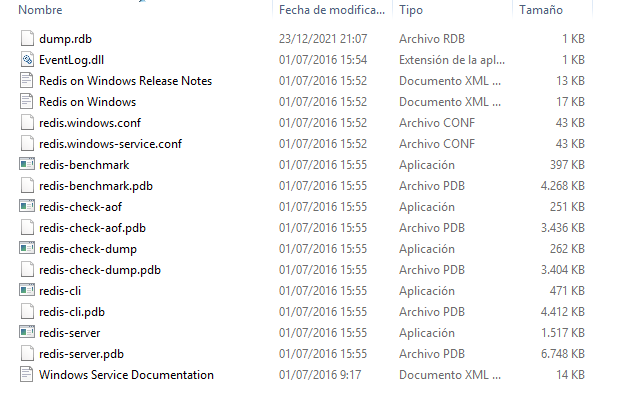 Nombre Fecha de modifica... Tipo Tamaño
dump.rdb 23/12/2021 21:07 Archivo RDB 1 KB
EventLog.dll 01/07/2016 15:54 Extensión de la apl... 1 KB
Redis on Windows Release Notes 01/07/2016 15:52 Documento XML ... 13 KB
Redis on Windows 01/07/2016 15:52 Documento XML ... 17 KB
redis.windows.conf 01/07/2016 15:52 Archivo CONF 43 KB
redis.windows-service.conf 01/07/2016 15:52 Archivo CONF 43 KB
redis-benchmark 01/07/2016 15:55 Aplicación 397 KB
redis-benchmark.pdb 01/07/2016 15:55 Archivo PDB 4.268 KB
redis-check-aof 01/07/2016 15:55 Aplicación 251 KB
redis-check-aof.pdb 01/07/2016 15:55 Archivo PDB 3.436 KB
redis-check-dump 01/07/2016 15:55 Aplicación 262 KB
redis-check-dump.pdb 01/07/2016 15:55 Archivo PDB 3.404 KB
redis-cli 01/07/2016 15:55 Aplicación 471 KB
redis-cli.pdb 01/07/2016 15:55 Archivo PDB 4.412 KB
redis-server 01/07/2016 15:55 Aplicación 1.517 KB
redis-server.pdb 01/07/2016 15:55 Archivo PDB 6.748 KB
Windows Service Documentation 01/07/2016 9:17 Documento XML ... 14 KB